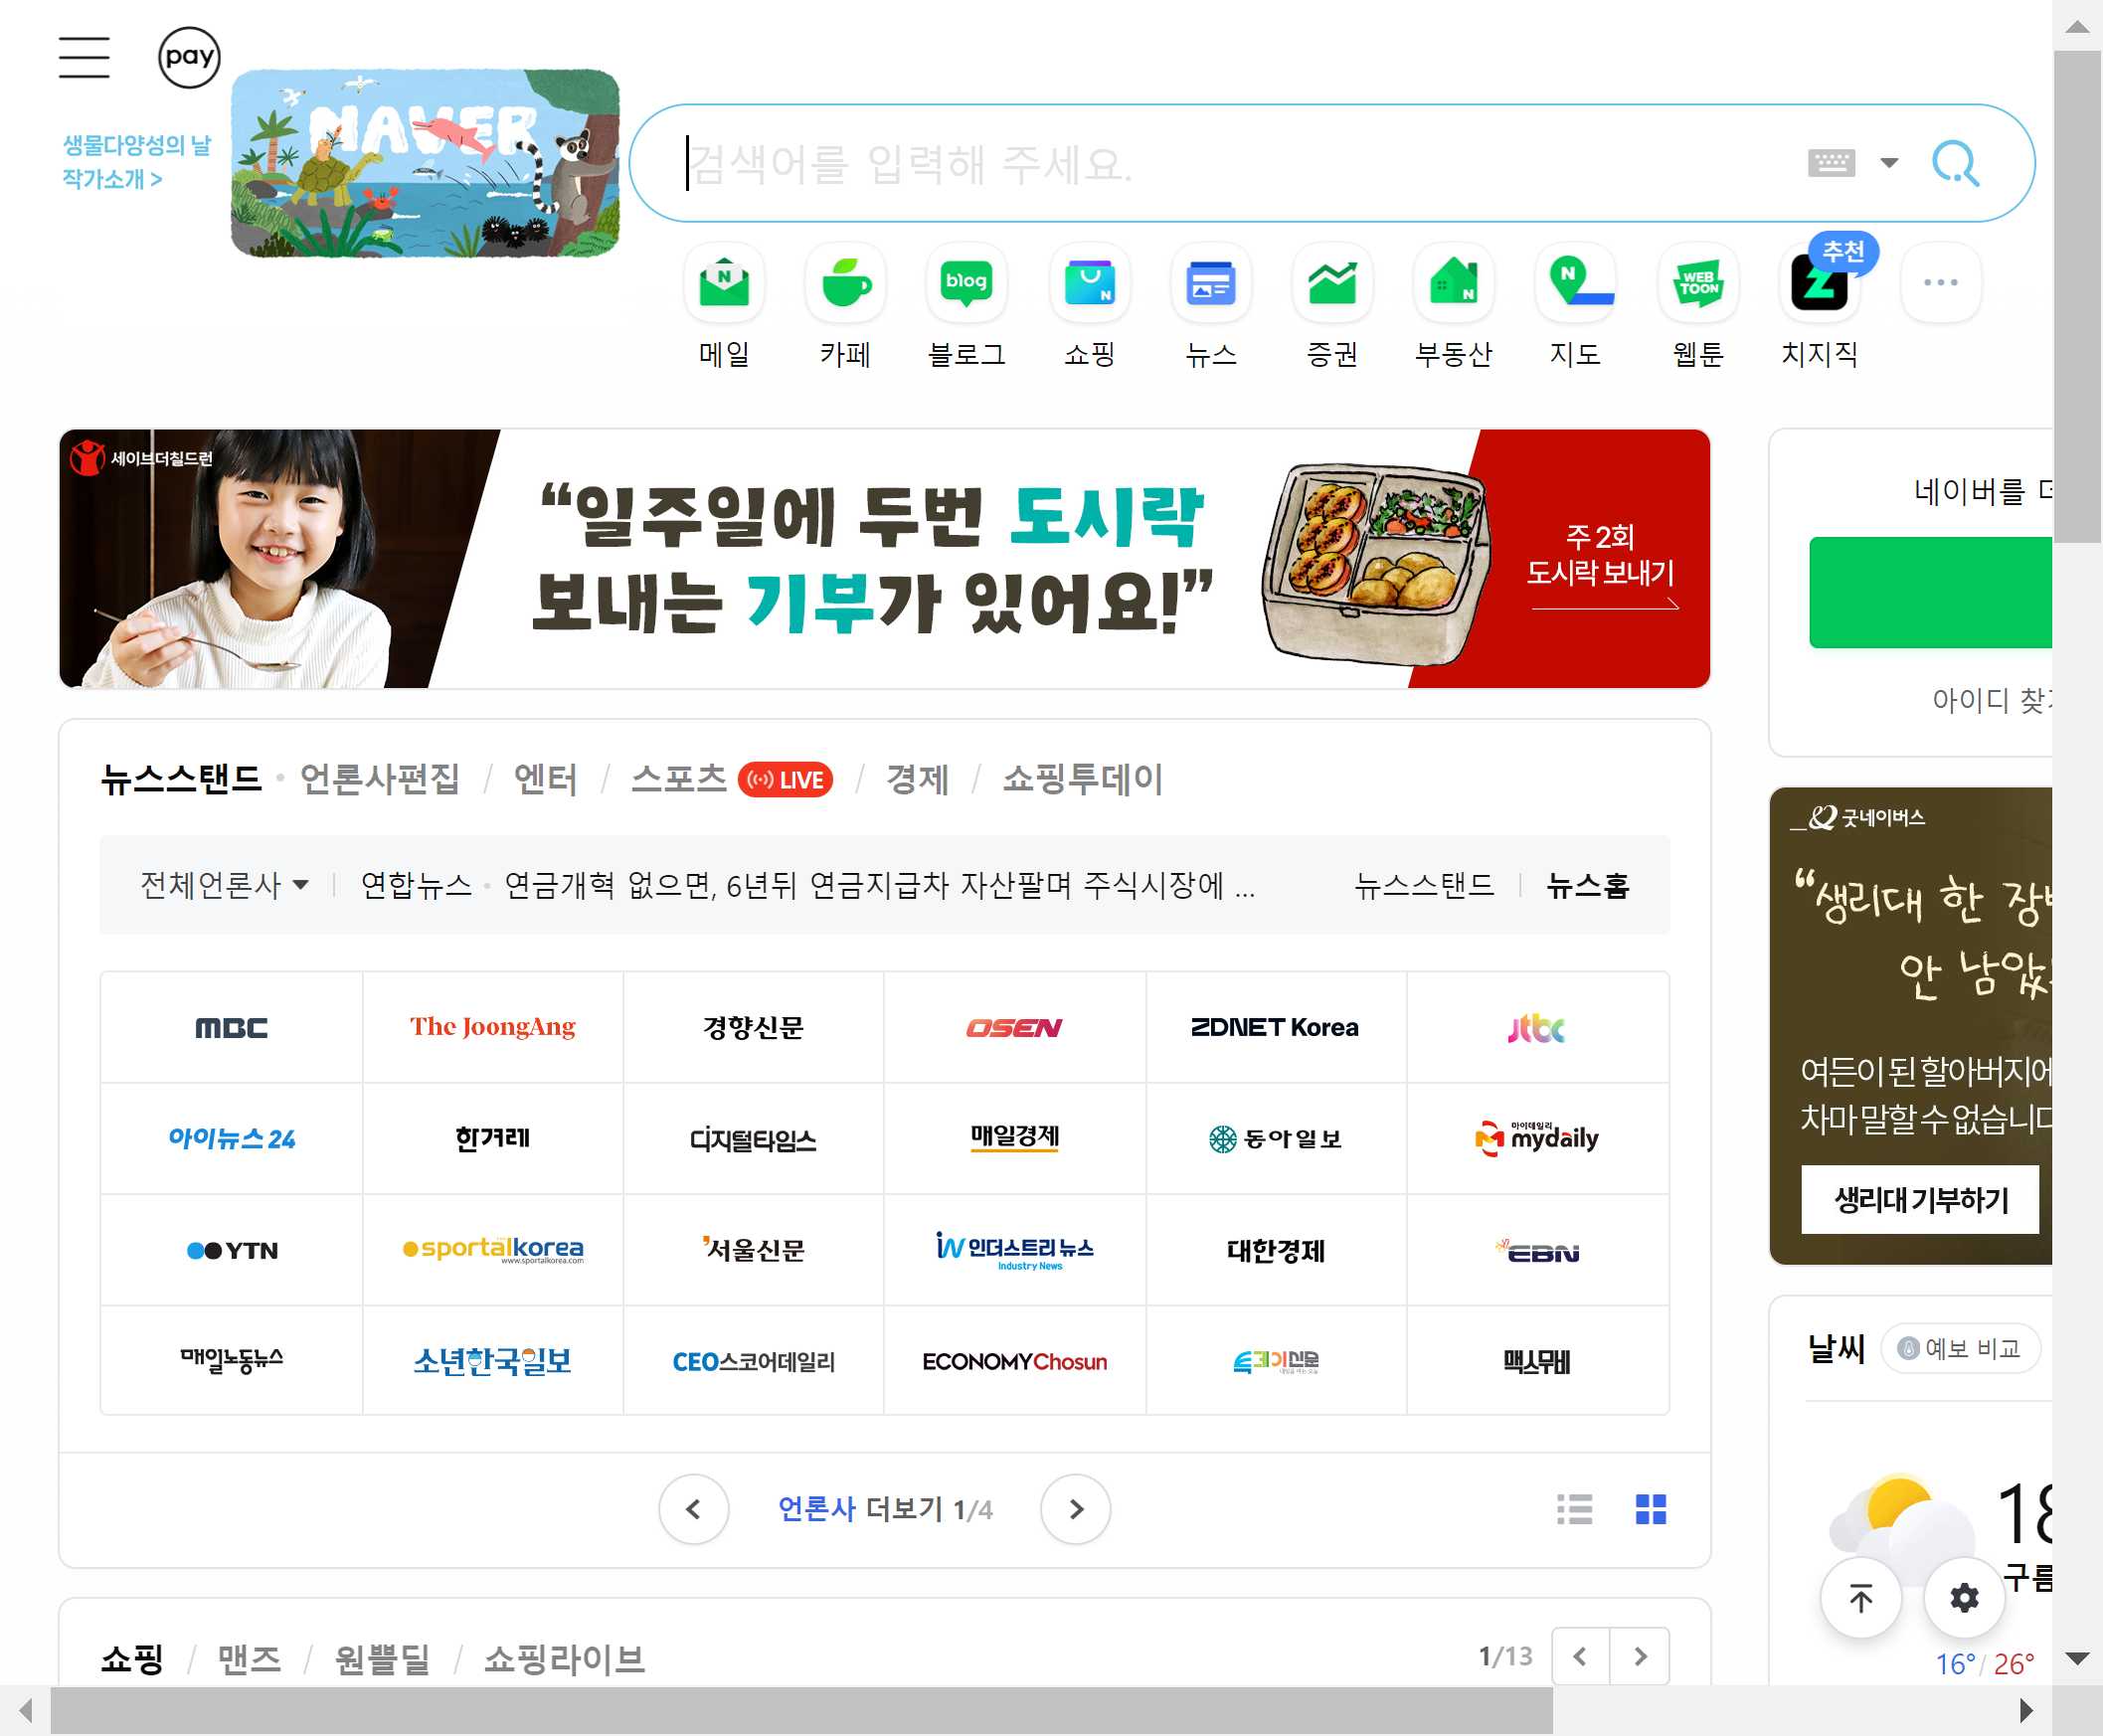 pay
생물다양성의 날
작가소개 >
NAVER
검색어를 입력해 주세요.
추천
메일
카페
blog
블로그
쇼핑
뉴스
증권
부동산
지도
WEB TOON
웹툰
치지직
세이브더칠드런
“일주일에 두번 도시락
보내는 기부가 있어요!”
주 2회
도시락 보내기
네이버를 더
아이디 찾기
뉴스스탠드 · 언론사편집 / 엔터 / 스포츠 LIVE / 경제 / 쇼핑투데이
전체언론사 연합뉴스 · 연금개혁 없으면, 6년뒤 연금지급차 자산팔며 주식시장에 ... 뉴스스탠드 뉴스홈
MBC The JoongAng 경향신문 OSEN ZDNET Korea jtbc
아이뉴스24 한겨레 디지털타임스 매일경제 동아일보 마이데일리 mydaily
YTN sportalkorea www.sportalkorea.com 서울신문 iN 인더스트리 뉴스 Industry News 대한경제 EBN
매일노동뉴스 소년한국일보 CEO스코어데일리 ECONOMYChosun 맥스무비
언론사 더보기 1/4
굿네이버스
“생리대 한 장
안 남았
여든이 된 할아버지에
차마 말할 수 없습니다
생리대 기부하기
날씨 예보 비교
18
구름
16°/ 26°
쇼핑 / 맨즈 / 원쁠딜 / 쇼핑라이브
1/13